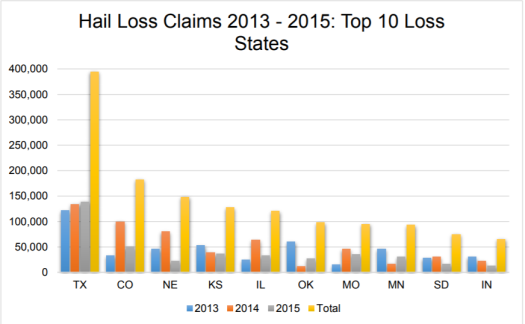 Hail Loss Claims 2013 - 2015: Top 10 Loss
States
400,000
350,000
300,000
250,000
200,000
150,000
100,000
50,000
0
TX CO NE KS IL OK MO MN SD IN
2013 2014 2015 Total